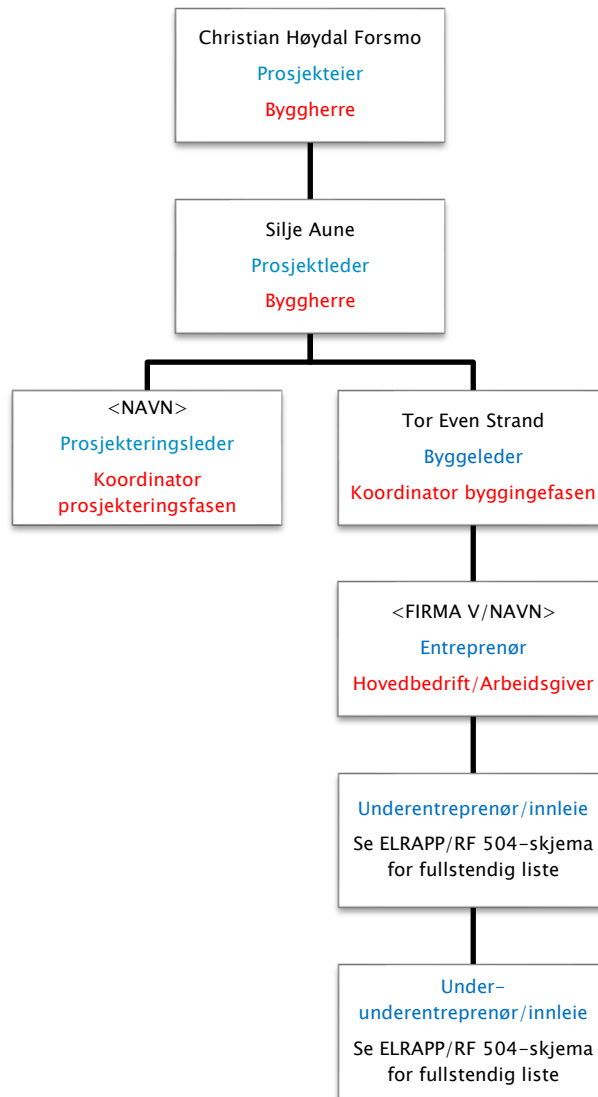 Christian Høydal Forsmo
Prosjekteier
Byggherre
Silje Aune
Prosjektleder
Byggherre
<NAVN>
Prosjekteringsleder
Koordinator
prosjekteringsfasen
Tor Even Strand
Byggeleder
Koordinator byggingefasen
<FIRMA V/NAVN>
Entreprenør
Hovedbedrift/Arbeidsgiver
Underentreprenør/innleie
Se ELRAPP/RF 504-skjema
for fullstendig liste
Under-
underentreprenør/innleie
Se ELRAPP/RF 504-skjema
for fullstendig liste